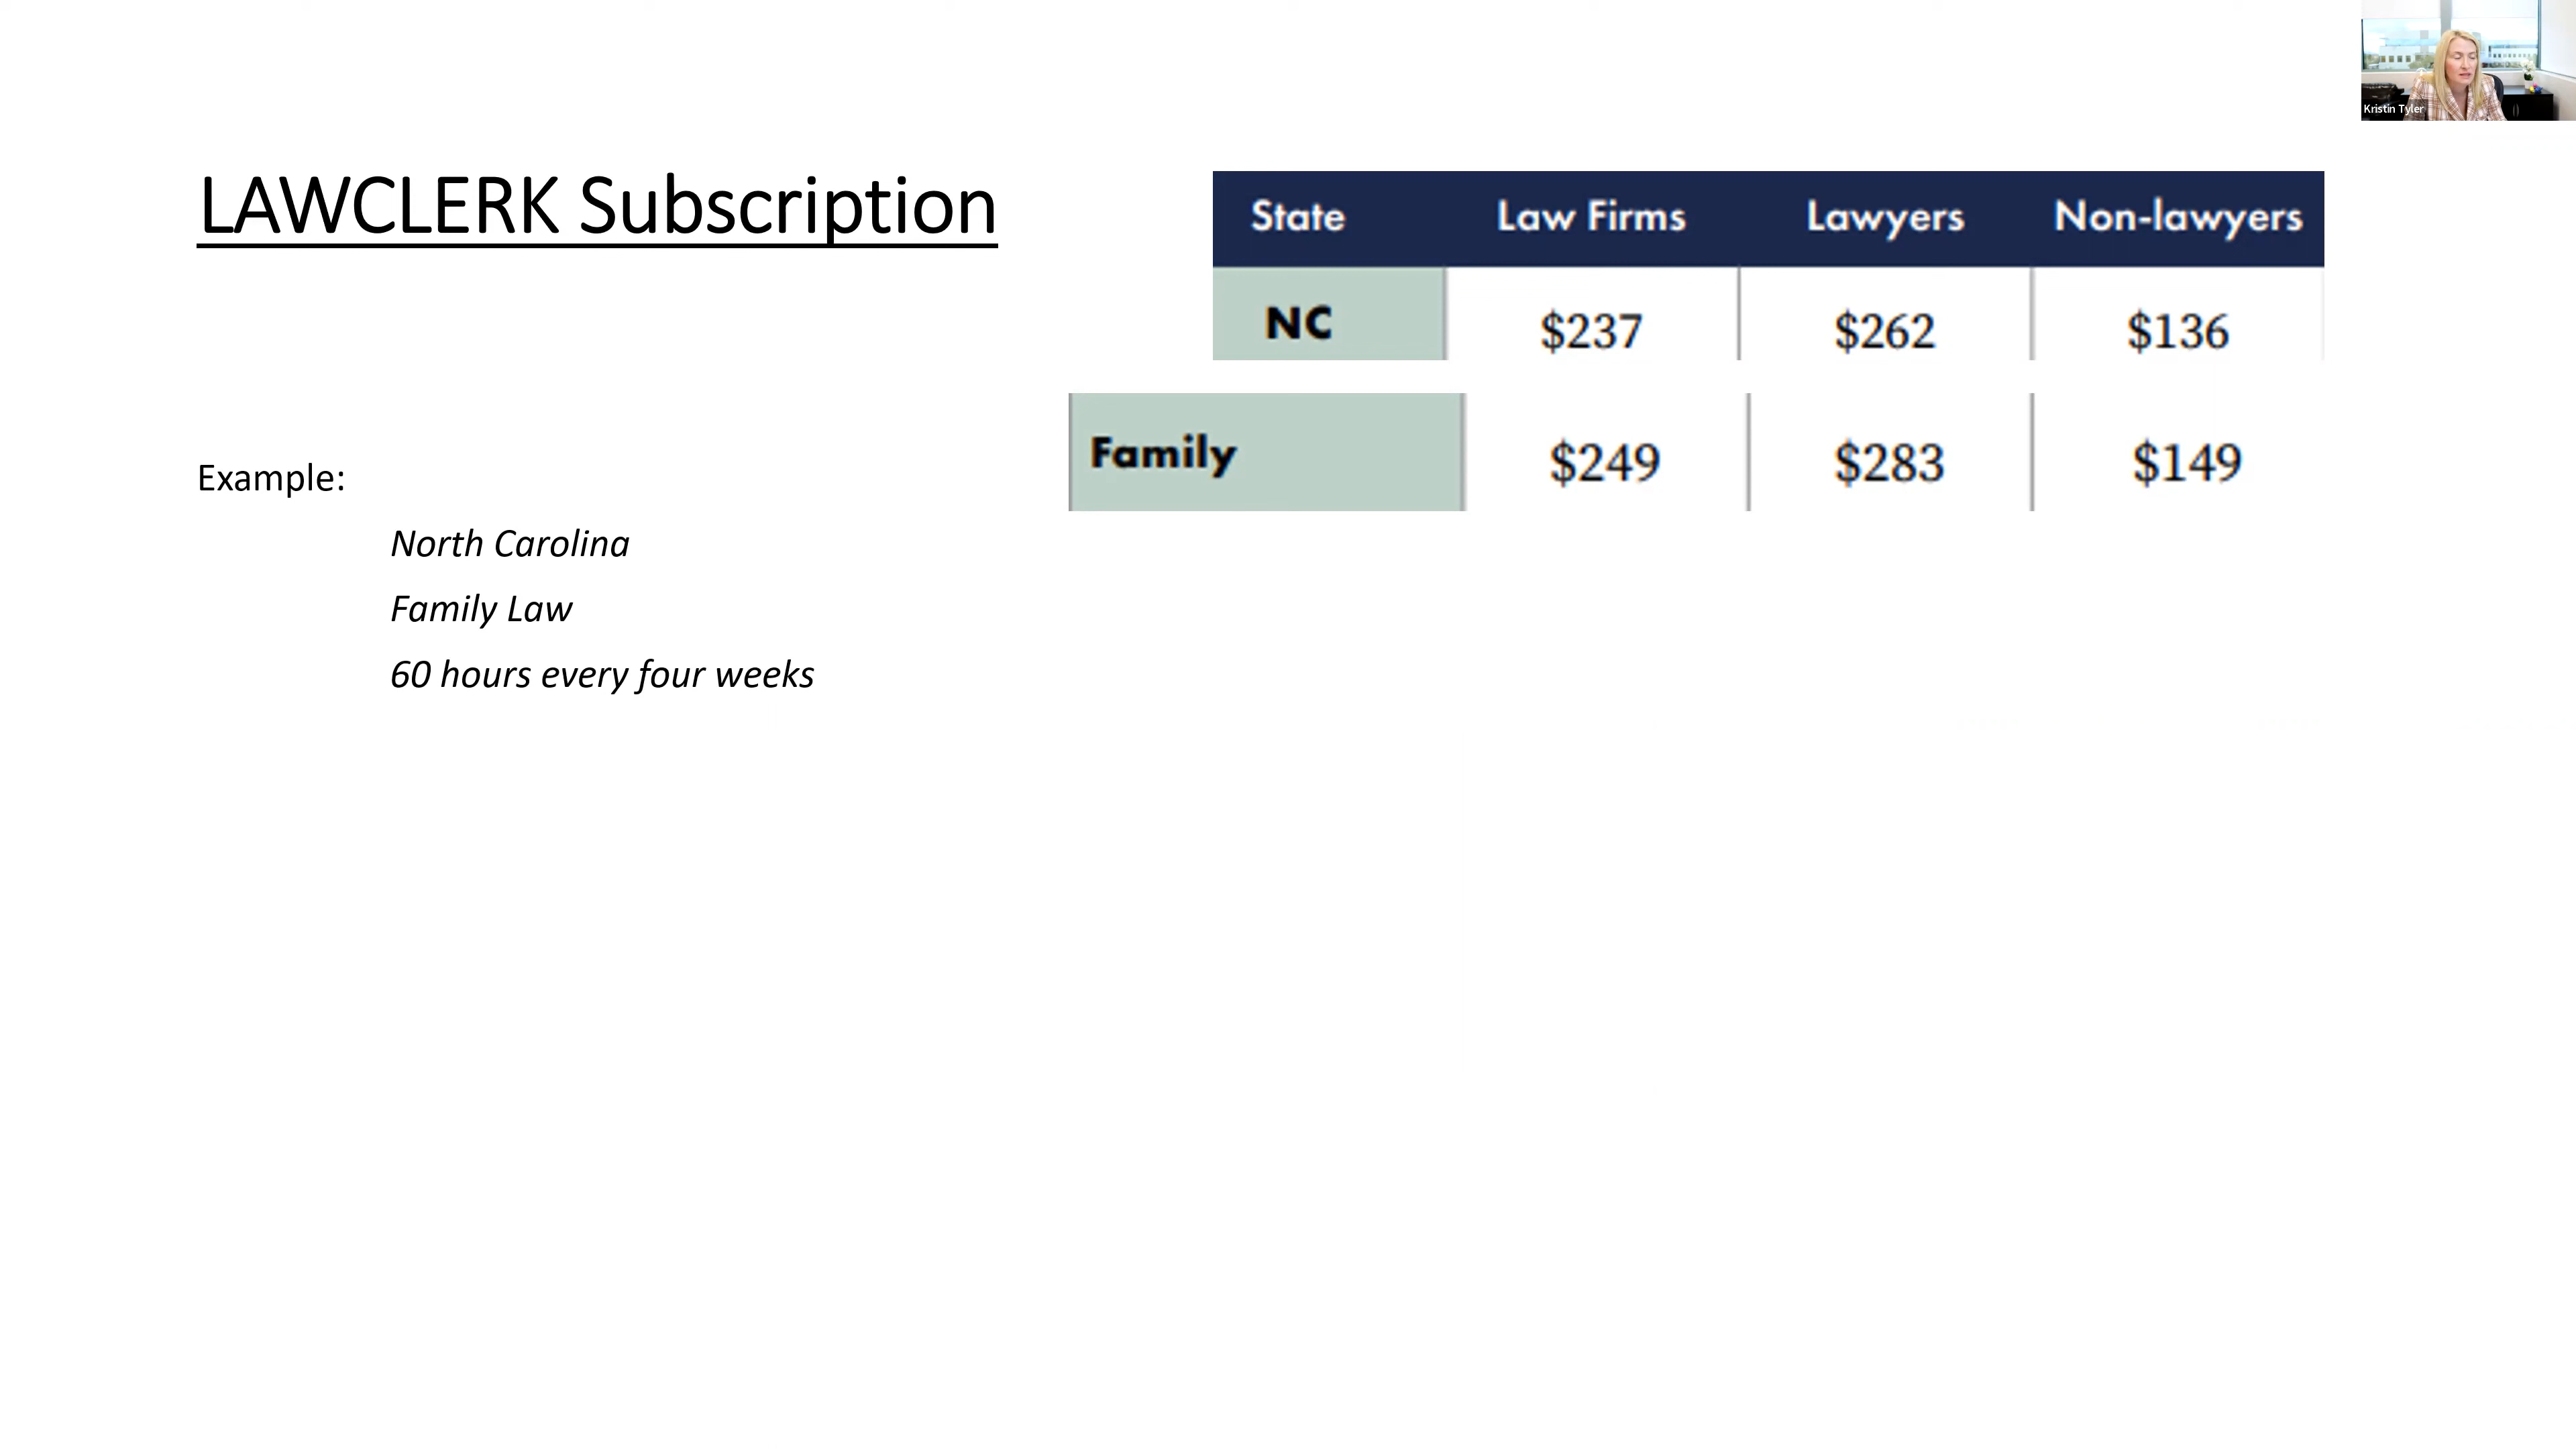 Kristin Tyler
LAWCLERK Subscription
State Law Firms Lawyers Non-lawyers
NC $237 $262 $136
Family $249 $283 $149
Example:
North Carolina
Family Law
60 hours every four weeks